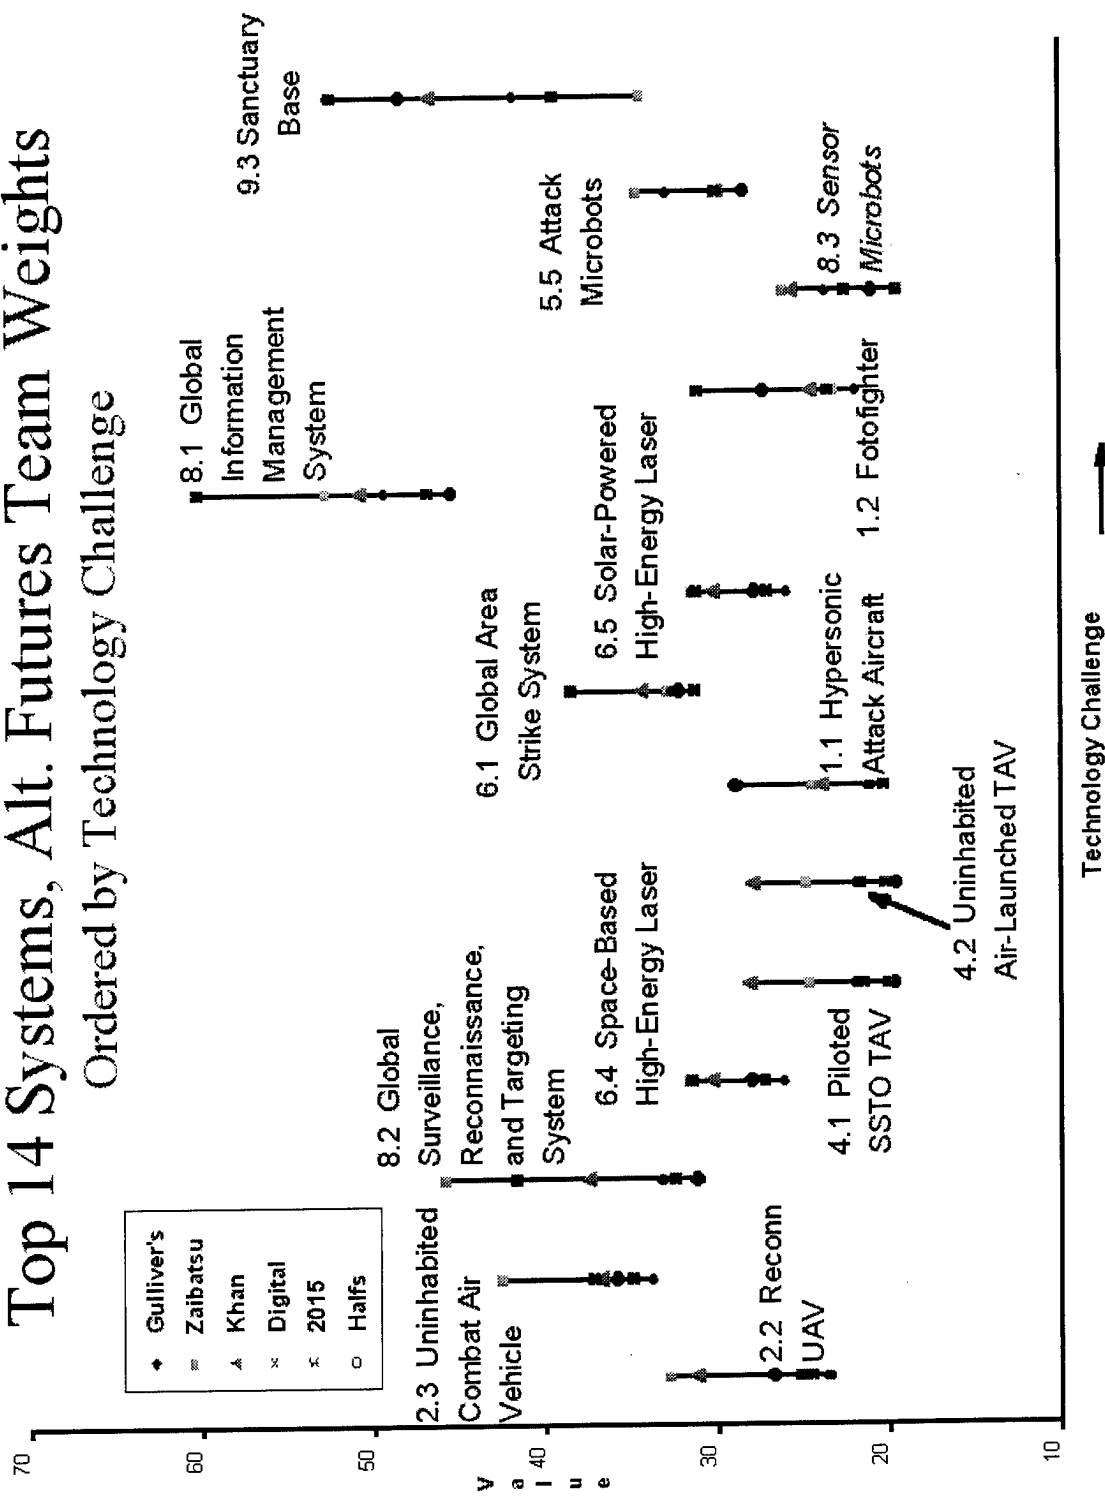 Top 14 Systems, Alt. Futures Team Weights
Ordered by Technology Challenge
Gulliver's
Zaibatsu
Khan
Digital
2015
Halfs
70
60
50
40
30
20
10
Value
2.2 Reconn
UAV
2.3 Uninhabited
Combat Air
Vehicle
8.2 Global
Surveillance,
Reconnaissance,
and Targeting
System
6.4 Space-Based
High-Energy Laser
4.1 Piloted
SSTO TAV
4.2 Uninhabited
Air-Launched TAV
1.1 Hypersonic
Attack Aircraft
6.1 Global Area
Strike System
6.5 Solar-Powered
High-Energy Laser
8.1 Global
Information
Management
System
1.2 Fotofighter
8.3 Sensor
Microbots
5.5 Attack
Microbots
9.3 Sanctuary
Base
Technology Challenge